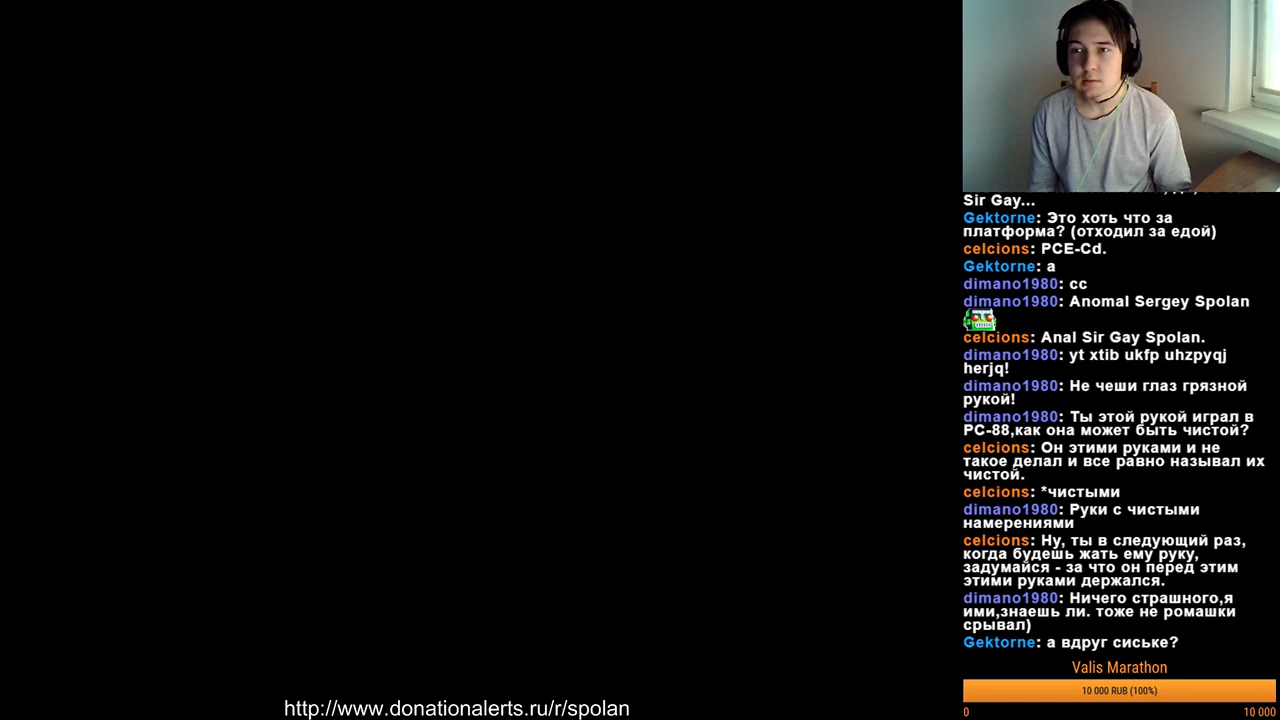 Sir Gay...
Gektorne: Это хоть что за
платформа? (отходил за едой)
celcions: PCE-Cd.
Gektorne: а
dimano1980: сс
dimano1980: Anomal Sergey Spolan
celcions: Anal Sir Gay Spolan.
dimano1980: yt xtib ukfp uhzpyqj
herjq!
dimano1980: Не чеши глаз грязной
рукой!
dimano1980: Ты этой рукой играл в
PC-88,как она может быть чистой?
celcions: Он этими руками и не
такое делал и все равно называл их
чистой.
celcions: *чистыми
dimano1980: Руки с чистыми
намерениями
celcions: Ну, ты в следующий раз,
когда будешь жать ему руку,
задумайся - за что он перед этим
этими руками держался.
dimano1980: Ничего страшного,я
ими,знаешь ли. тоже не ромашки
срывал)
Gektorne: а вдруг сиське?
Valis Marathon
10 000 RUB (100%)
0 10 000
http://www.donationalerts.ru/r/spolan